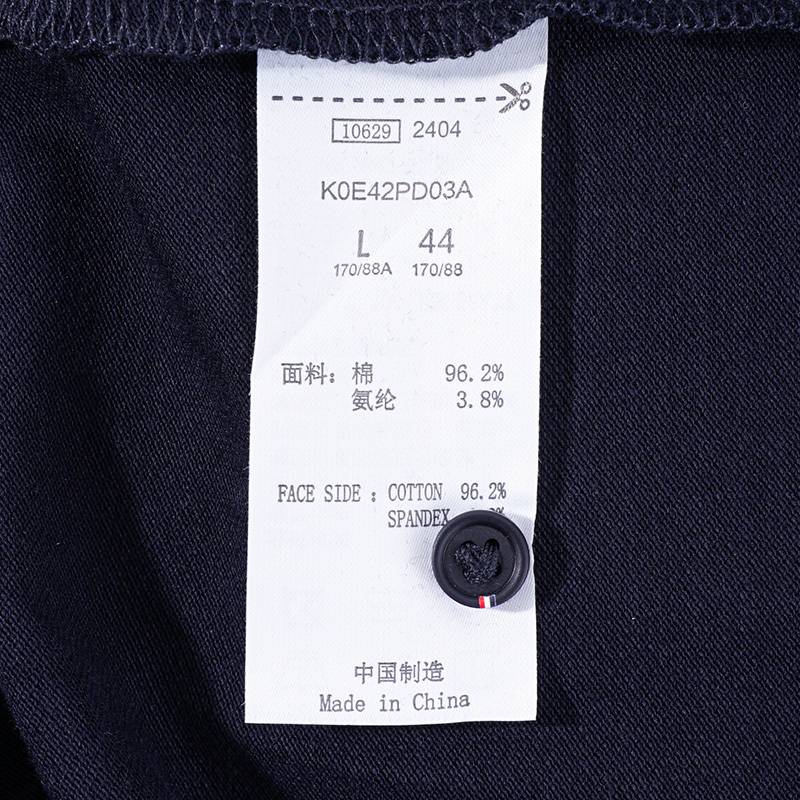 10629 2404
K0E42PD03A
L 44
170/88A 170/88
面料：棉 96.2%
氨纶 3.8%
FACE SIDE : COTTON 96.2%
SPANDEX
中国制造
Made in China